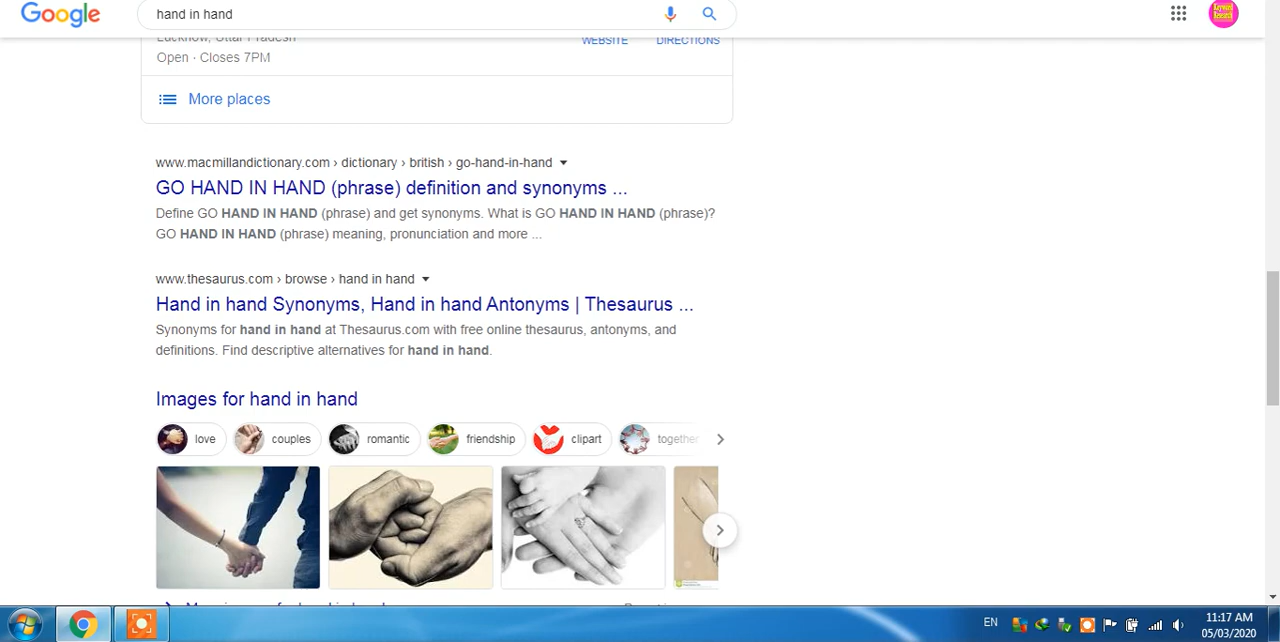 Google
hand in hand
Keyword
Research
Lucknow, Uttar Pradesh
WEBSITE DIRECTIONS
Open · Closes 7PM
More places
www.macmillandictionary.com › dictionary › british › go-hand-in-hand
GO HAND IN HAND (phrase) definition and synonyms ...
Define GO HAND IN HAND (phrase) and get synonyms. What is GO HAND IN HAND (phrase)?
GO HAND IN HAND (phrase) meaning, pronunciation and more ...
www.thesaurus.com › browse › hand in hand
Hand in hand Synonyms, Hand in hand Antonyms | Thesaurus ...
Synonyms for hand in hand at Thesaurus.com with free online thesaurus, antonyms, and
definitions. Find descriptive alternatives for hand in hand.
Images for hand in hand
love couples romantic friendship clipart together
EN
11:17 AM
05/03/2020